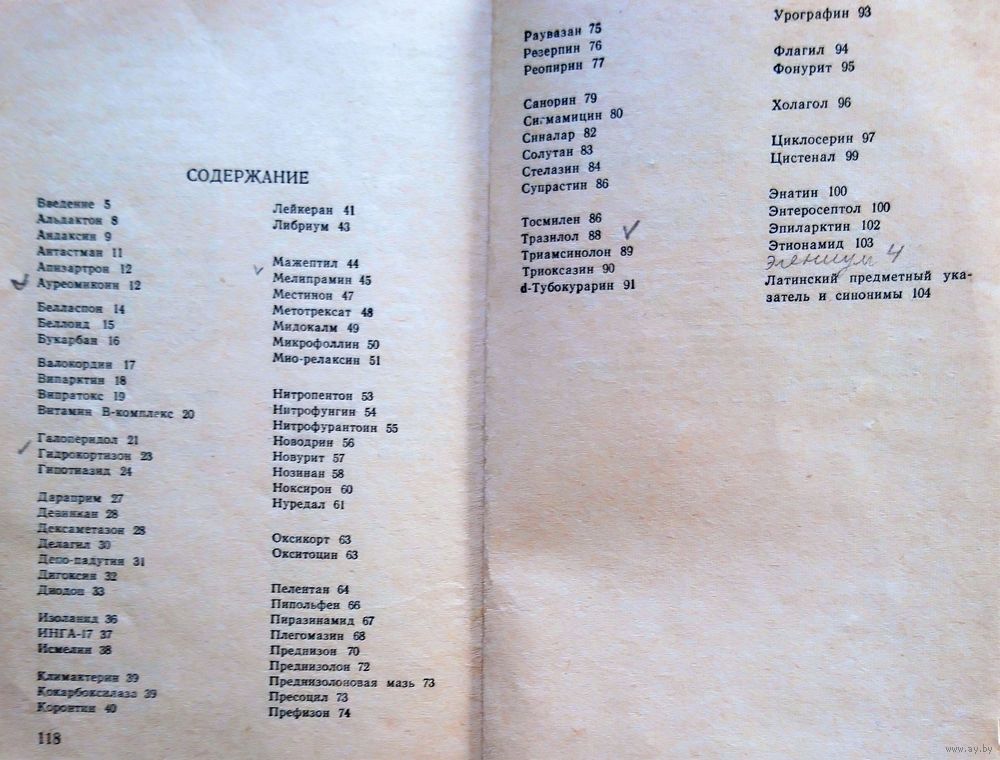 СОДЕРЖАНИЕ
Введение 5
Альдактон 8
Андаксин 9
Антастман 11
Апизартрон 12
Ауреомикоин 12
Белласпон 14
Беллоид 15
Букарбан 16
Валокордин 17
Випарктин 18
Випратокс 19
Витамин В-комплекс 20
Галоперидол 21
Гидрокортизон 23
Гипотиазид 24
Дараприм 27
Девинкан 28
Дексаметазон 28
Делагил 30
Депо-падутин 31
Дигоксин 32
Диодон 33
Изоланид 36
ИНГА-17 37
Исмелин 38
Климактерин 39
Кокарбоксилаза 39
Коронтин 40
118
Лейкеран 41
Либриум 43
Мажептил 44
Мелипрамин 45
Местинон 47
Метотрексат 48
Мидокалм 49
Микрофоллин 50
Мио-релаксин 51
Нитропентон 53
Нитрофунгин 54
Нитрофурантоин 55
Новодрин 56
Новурит 57
Нозинан 58
Ноксирон 60
Нуредал 61
Оксикорт 63
Окситоцин 63
Пелентан 64
Пипольфен 66
Пиразинамид 67
Плегомазин 68
Преднизон 70
Преднизолон 72
Преднизолоновая мазь 73
Пресоцил 73
Префизон 74
Раувазан 75
Резерпин 76
Реопирин 77
Санорин 79
Сигмамицин 80
Синалар 82
Солутан 83
Стелазин 84
Супрастин 86
Тосмилен 86
Тразилол 88
Триамсинолон 89
Триоксазин 90
d-Тубокурарин 91
Урографин 93
Флагил 94
Фонурит 95
Холагол 96
Циклосерин 97
Цистенал 99
Энатин 100
Энтеросептол 100
Эпиларктин 102
Этионамид 103
Элениум 4
Латинский предметный ука-
затель и синонимы 104
www.ay.by